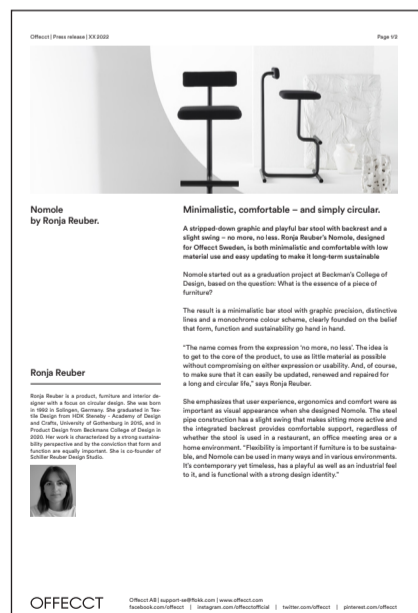 Offecct | Press release | XX 2022
Page 1/2
Nomole
by Ronja Reuber.
Minimalistic, comfortable – and simply circular.
A stripped-down graphic and playful bar stool with backrest and a
slight swing – no more, no less. Ronja Reuber's Nomole, designed
for Offecct Sweden, is both minimalistic and comfortable with low
material use and easy updating to make it long-term sustainable
Nomole started out as a graduation project at Beckman's College of
Design, based on the question: What is the essence of a piece of
furniture?
The result is a minimalistic bar stool with graphic precision, distinctive
lines and a monochrome colour scheme, clearly founded on the belief
that form, function and sustainability go hand in hand.
"The name comes from the expression 'no more, no less'. The idea is
to get to the core of the product, to use as little material as possible
without compromising on either expression or usability. And, of course,
to make sure that it can easily be updated, renewed and repaired for
a long and circular life," says Ronja Reuber.
She emphasizes that user experience, ergonomics and comfort were as
important as visual appearance when she designed Nomole. The steel
pipe construction has a slight swing that makes sitting more active and
the integrated backrest provides comfortable support, regardless of
whether the stool is used in a restaurant, an office meeting area or a
home environment. "Flexibility is important if furniture is to be sustaina-
ble, and Nomole can be used in many ways and in various environments.
It's contemporary yet timeless, has a playful as well as an industrial feel
to it, and is functional with a strong design identity."
Ronja Reuber
Ronja Reuber is a product, furniture and interior de-
signer with a focus on circular design. She was born
in 1992 in Solingen, Germany. She graduated in Tex-
tile Design from HDK Steneby - Academy of Design
and Crafts, University of Gothenburg in 2015, and in
Product Design from Beckmans College of Design in
2020. Her work is characterized by a strong sustaina-
bility perspective and by the conviction that form and
function are equally important. She is co-founder of
Schiller Reuber Design Studio.
OFFECCT
Offecct AB | support-se@flokk.com | www.offecct.com
facebook.com/offecct | instagram.com/offecctofficial | twitter.com/offecct | pinterest.com/offecct